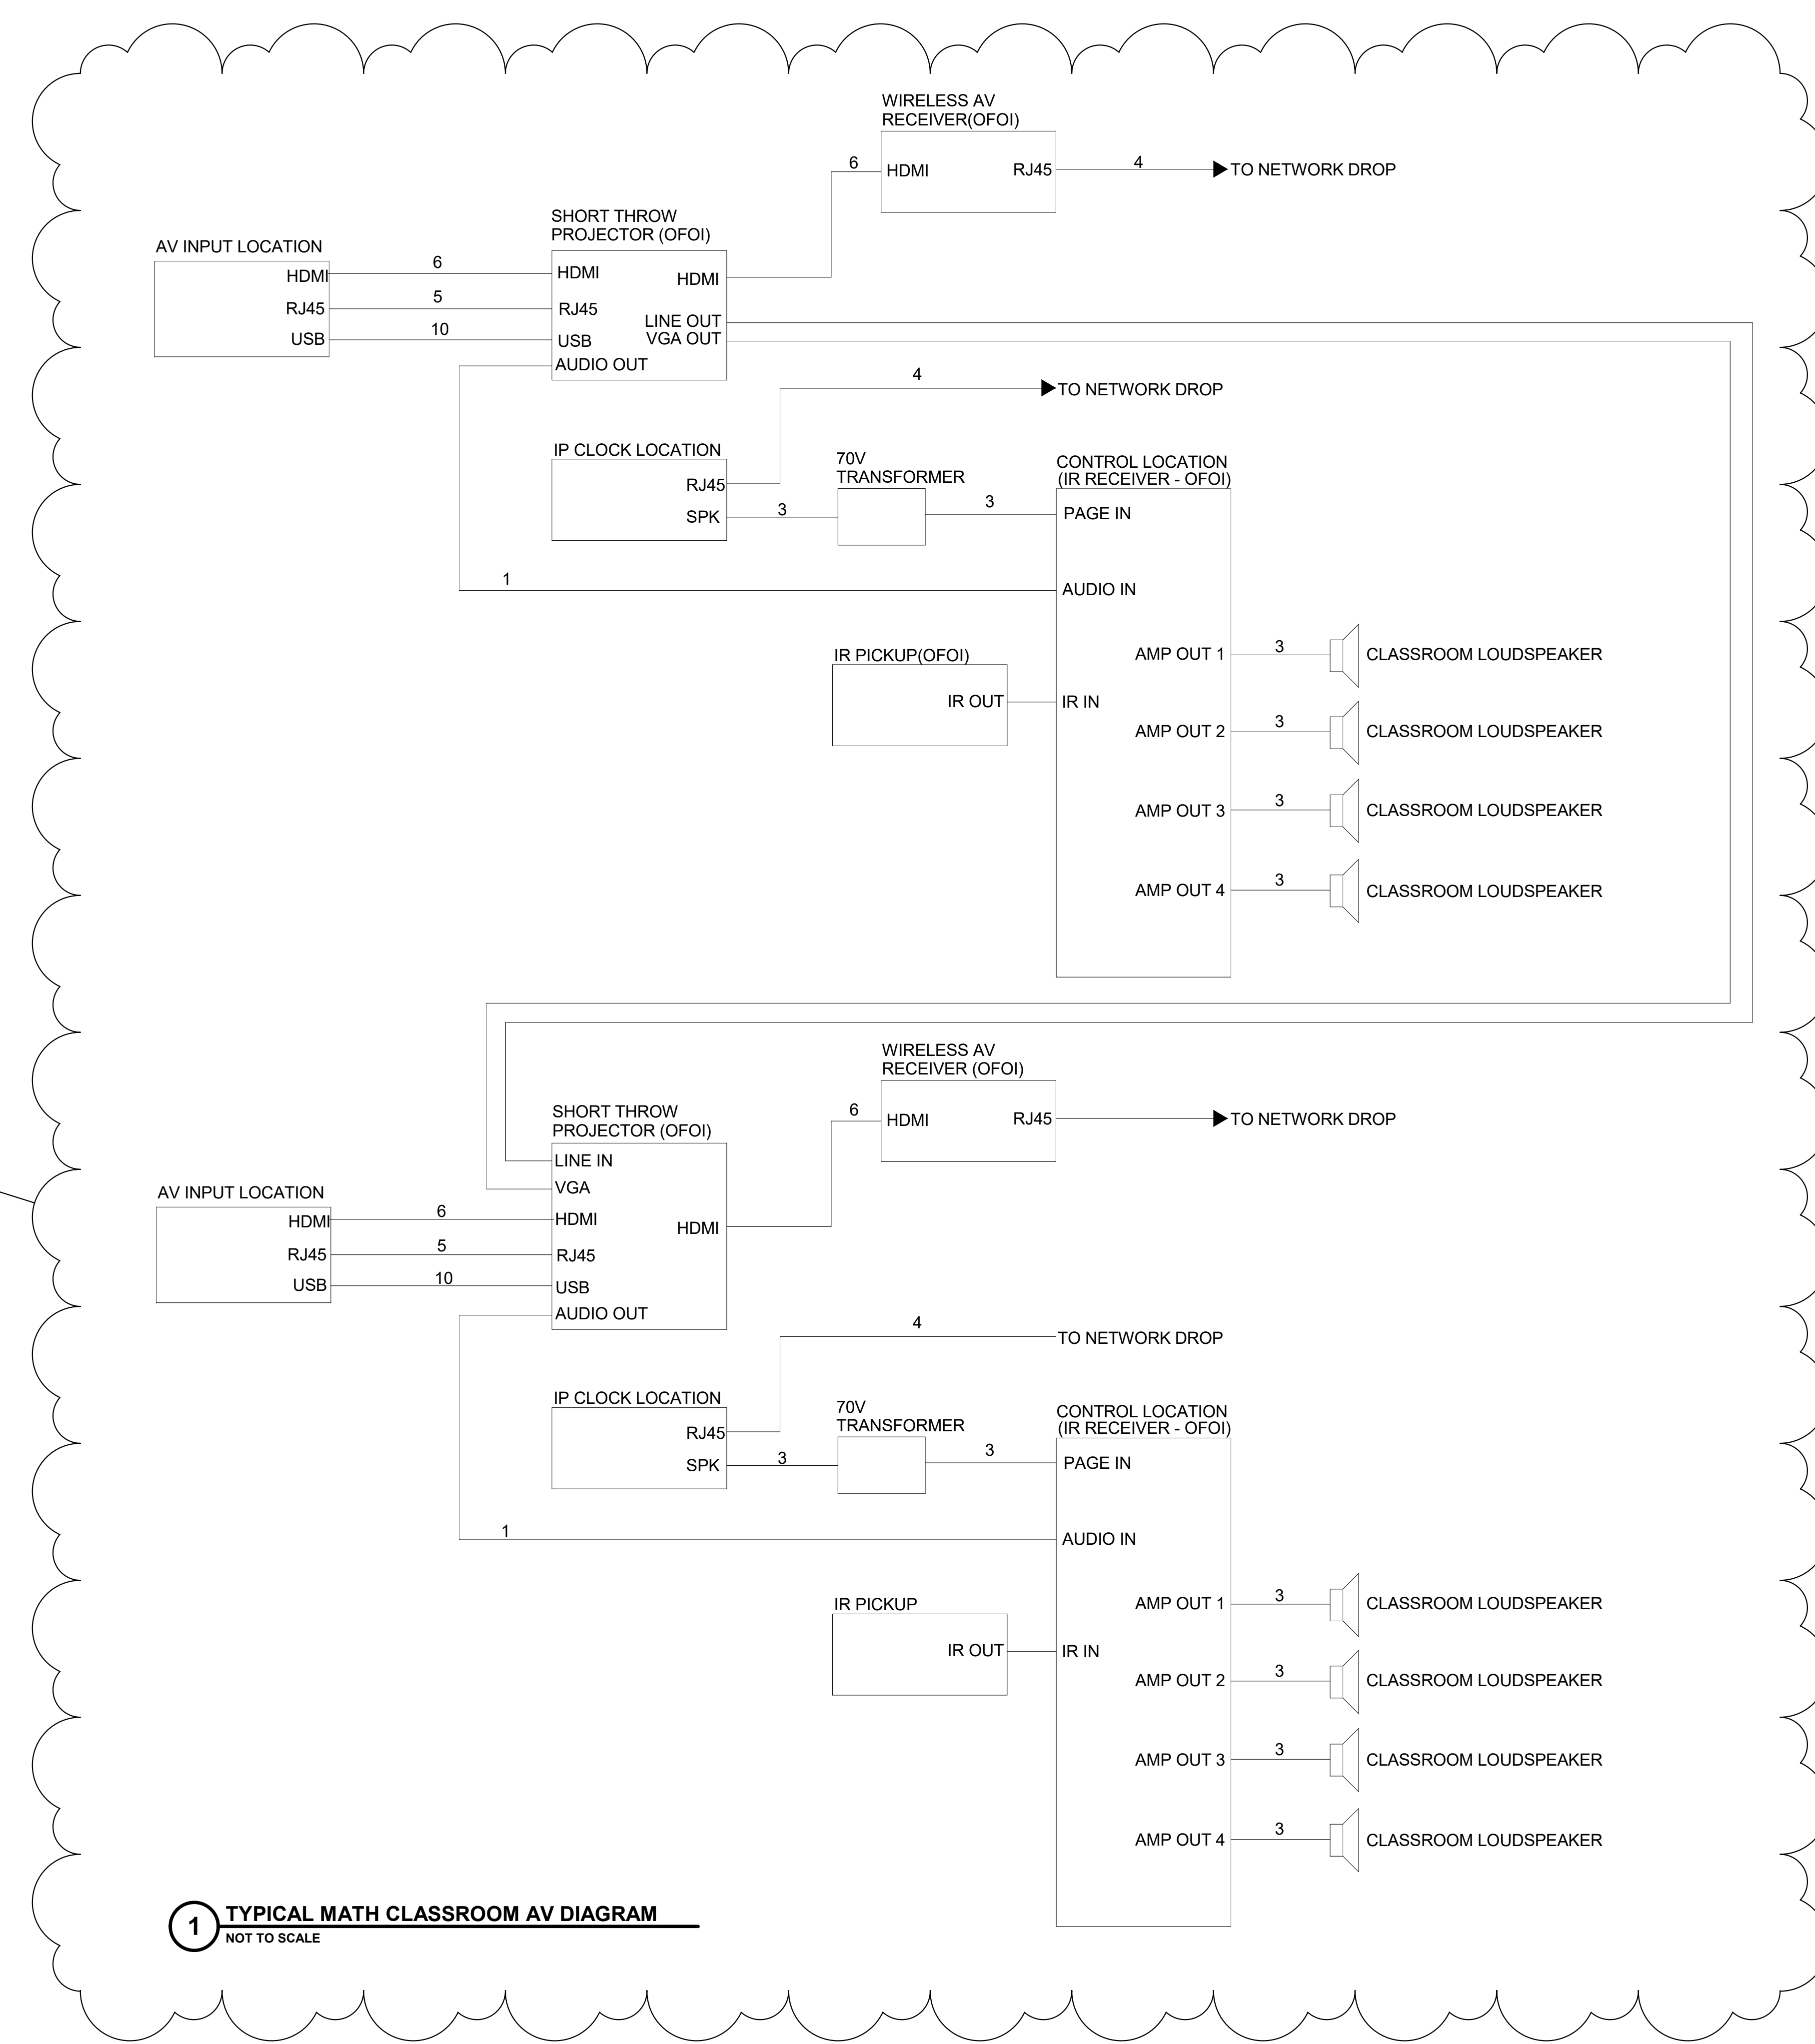 WIRELESS AV
RECEIVER(OFOI)
6
HDMI
RJ45
4
TO NETWORK DROP
SHORT THROW
PROJECTOR (OFOI)
AV INPUT LOCATION
HDMI
6
HDMI
HDMI
RJ45
5
RJ45
LINE OUT
USB
10
USB
VGA OUT
AUDIO OUT
4
TO NETWORK DROP
IP CLOCK LOCATION
RJ45
SPK
3
70V
TRANSFORMER
3
CONTROL LOCATION
(IR RECEIVER - OFOI)
PAGE IN
1
AUDIO IN
IR PICKUP(OFOI)
IR OUT
IR IN
AMP OUT 1
3
CLASSROOM LOUDSPEAKER
AMP OUT 2
3
CLASSROOM LOUDSPEAKER
AMP OUT 3
3
CLASSROOM LOUDSPEAKER
AMP OUT 4
3
CLASSROOM LOUDSPEAKER
WIRELESS AV
RECEIVER (OFOI)
6
HDMI
RJ45
TO NETWORK DROP
SHORT THROW
PROJECTOR (OFOI)
LINE IN
VGA
AV INPUT LOCATION
HDMI
6
HDMI
HDMI
RJ45
5
RJ45
USB
10
USB
AUDIO OUT
4
TO NETWORK DROP
IP CLOCK LOCATION
RJ45
SPK
3
70V
TRANSFORMER
3
CONTROL LOCATION
(IR RECEIVER - OFOI)
PAGE IN
1
AUDIO IN
IR PICKUP
IR OUT
IR IN
AMP OUT 1
3
CLASSROOM LOUDSPEAKER
AMP OUT 2
3
CLASSROOM LOUDSPEAKER
AMP OUT 3
3
CLASSROOM LOUDSPEAKER
AMP OUT 4
3
CLASSROOM LOUDSPEAKER
1
TYPICAL MATH CLASSROOM AV DIAGRAM
NOT TO SCALE